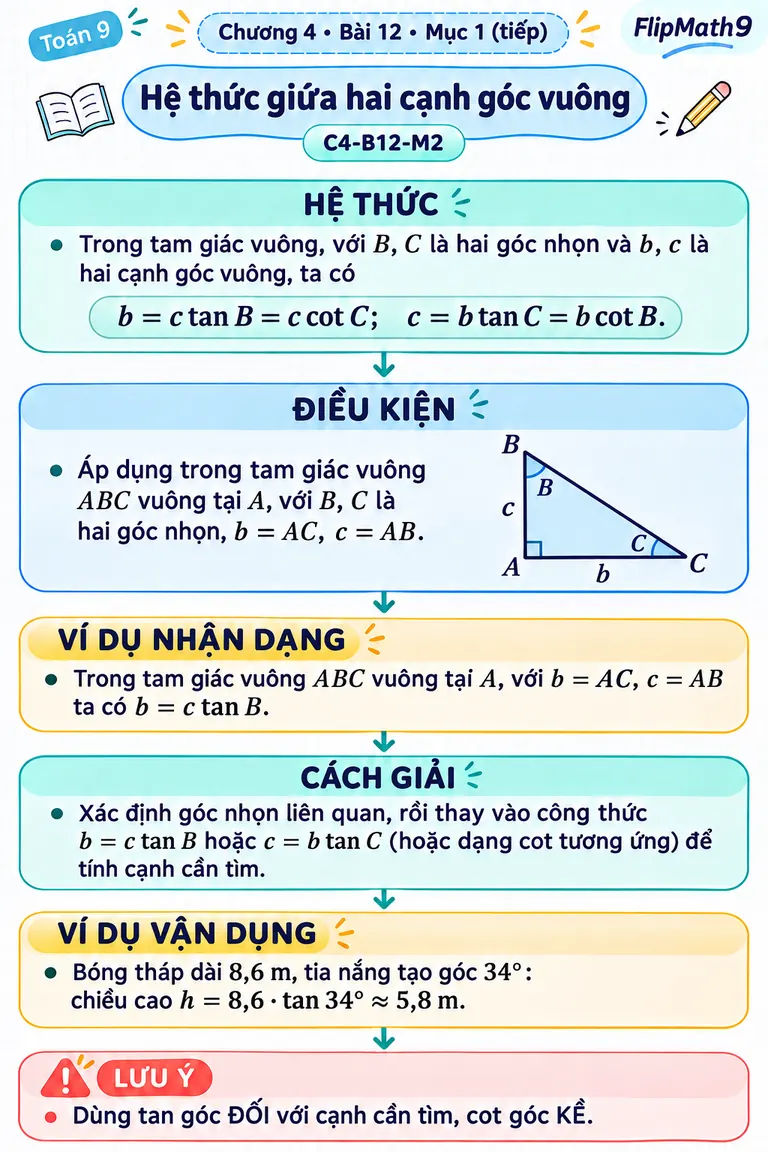 Toán 9
Chương 4 • Bài 12 • Mục 1 (tiếp)
FlipMath9
Hệ thức giữa hai cạnh góc vuông
C4-B12-M2
HỆ THỨC
• Trong tam giác vuông, với B, C là hai góc nhọn và b, c là
hai cạnh góc vuông, ta có
b = c tan B = c cot C; c = b tan C = b cot B.
ĐIỀU KIỆN
• Áp dụng trong tam giác vuông
ABC vuông tại A, với B, C là
hai góc nhọn, b = AC, c = AB.
B
B
c
C
A
b
C
VÍ DỤ NHẬN DẠNG
• Trong tam giác vuông ABC vuông tại A, với b = AC, c = AB
ta có b = c tan B.
CÁCH GIẢI
• Xác định góc nhọn liên quan, rồi thay vào công thức
b = c tan B hoặc c = b tan C (hoặc dạng cot tương ứng) để
tính cạnh cần tìm.
VÍ DỤ VẬN DỤNG
• Bóng tháp dài 8,6 m, tia nắng tạo góc 34°:
chiều cao h = 8,6 · tan 34° ≈ 5,8 m.
LƯU Ý
• Dùng tan góc ĐỐI với cạnh cần tìm, cot góc KỀ.